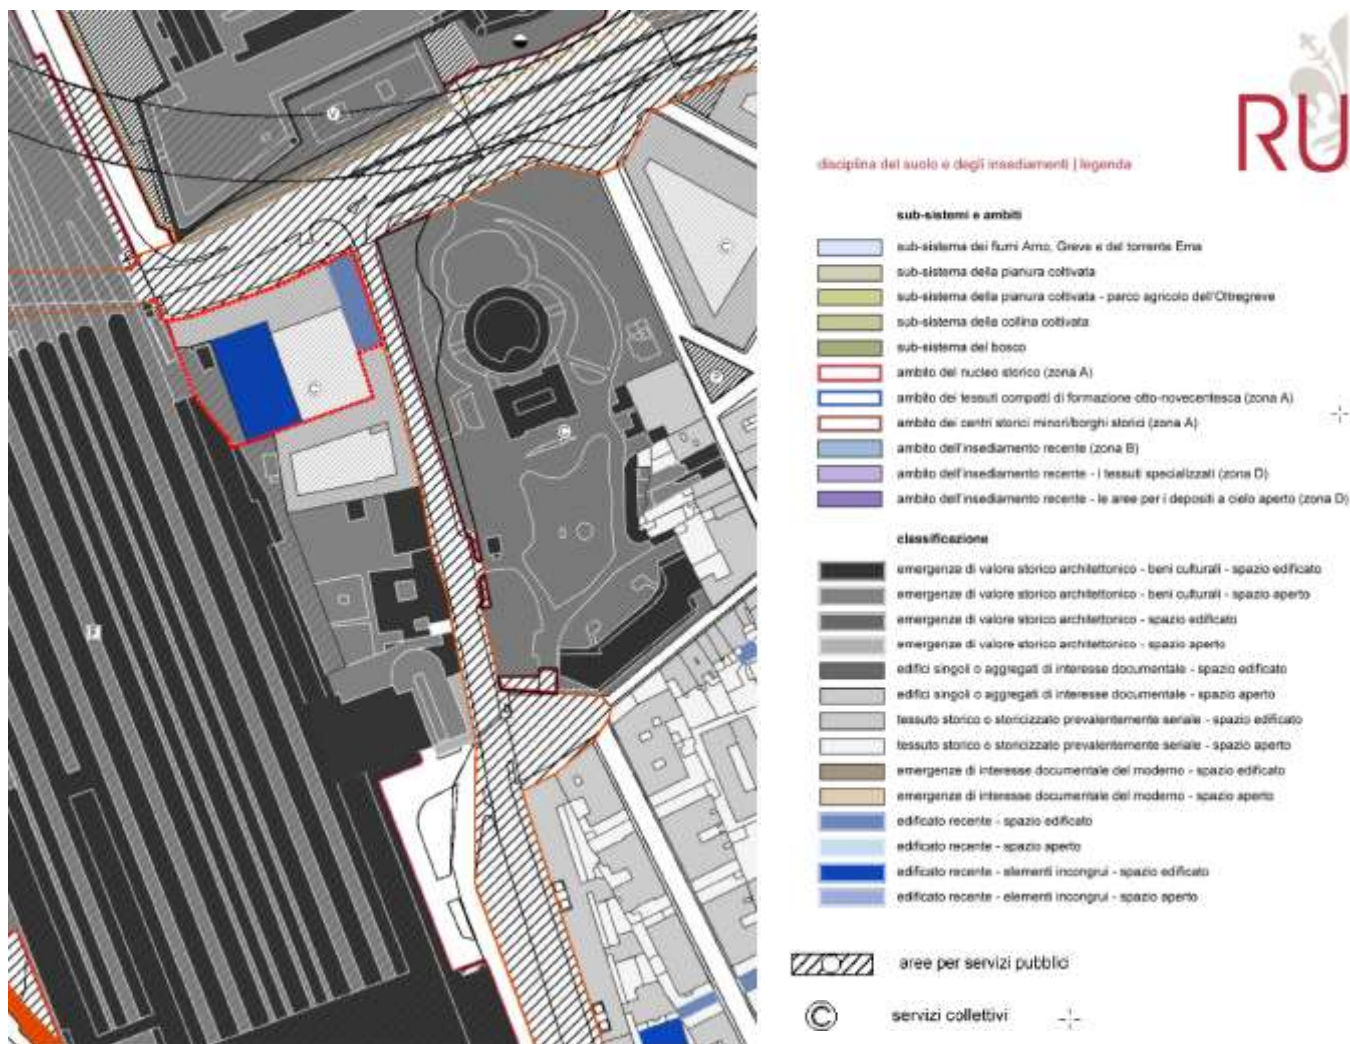 RU
disciplina del suolo e degli insediamenti | legenda
sub-sistemi e ambiti
sub-sistema dei fiumi Arno, Greve e del torrente Ema
sub-sistema della pianura coltivata
sub-sistema della pianura coltivata - parco agricolo dell'Oltregreve
sub-sistema della collina coltivata
sub-sistema del bosco
ambito del nucleo storico (zona A)
ambito dei tessuti compatti di formazione otto-novecentesca (zona A)
ambito dei centri storici minori/borghi storici (zona A)
ambito dell'insediamento recente (zona B)
ambito dell'insediamento recente - i tessuti specializzati (zona D)
ambito dell'insediamento recente - le aree per i depositi a cielo aperto (zona D)
classificazione
emergenze di valore storico architettonico - beni culturali - spazio edificato
emergenze di valore storico architettonico - beni culturali - spazio aperto
emergenze di valore storico architettonico - spazio edificato
emergenze di valore storico architettonico - spazio aperto
edifici singoli o aggregati di interesse documentale - spazio edificato
edifici singoli o aggregati di interesse documentale - spazio aperto
tessuto storico o storicizzato prevalentemente seriale - spazio edificato
tessuto storico o storicizzato prevalentemente seriale - spazio aperto
emergenze di interesse documentale del moderno - spazio edificato
emergenze di interesse documentale del moderno - spazio aperto
edificato recente - spazio edificato
edificato recente - spazio aperto
edificato recente - elementi incongrui - spazio edificato
edificato recente - elementi incongrui - spazio aperto
aree per servizi pubblici
C servizi collettivi
V
C
C
C
F